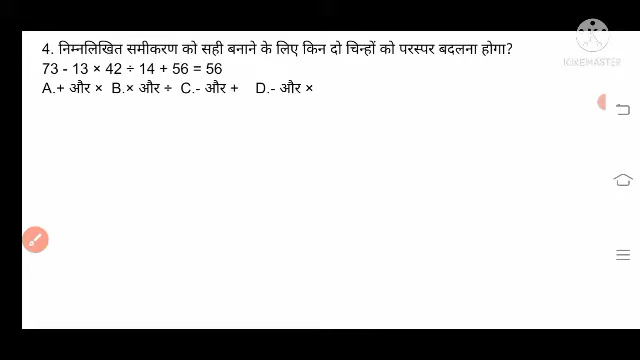 4. निम्नलिखित समीकरण को सही बनाने के लिए किन दो चिन्हों को परस्पर बदलना होगा?
73 - 13 × 42 ÷ 14 + 56 = 56
A.+ और × B.× और ÷ C.- और + D.- और ×
KINEMASTER